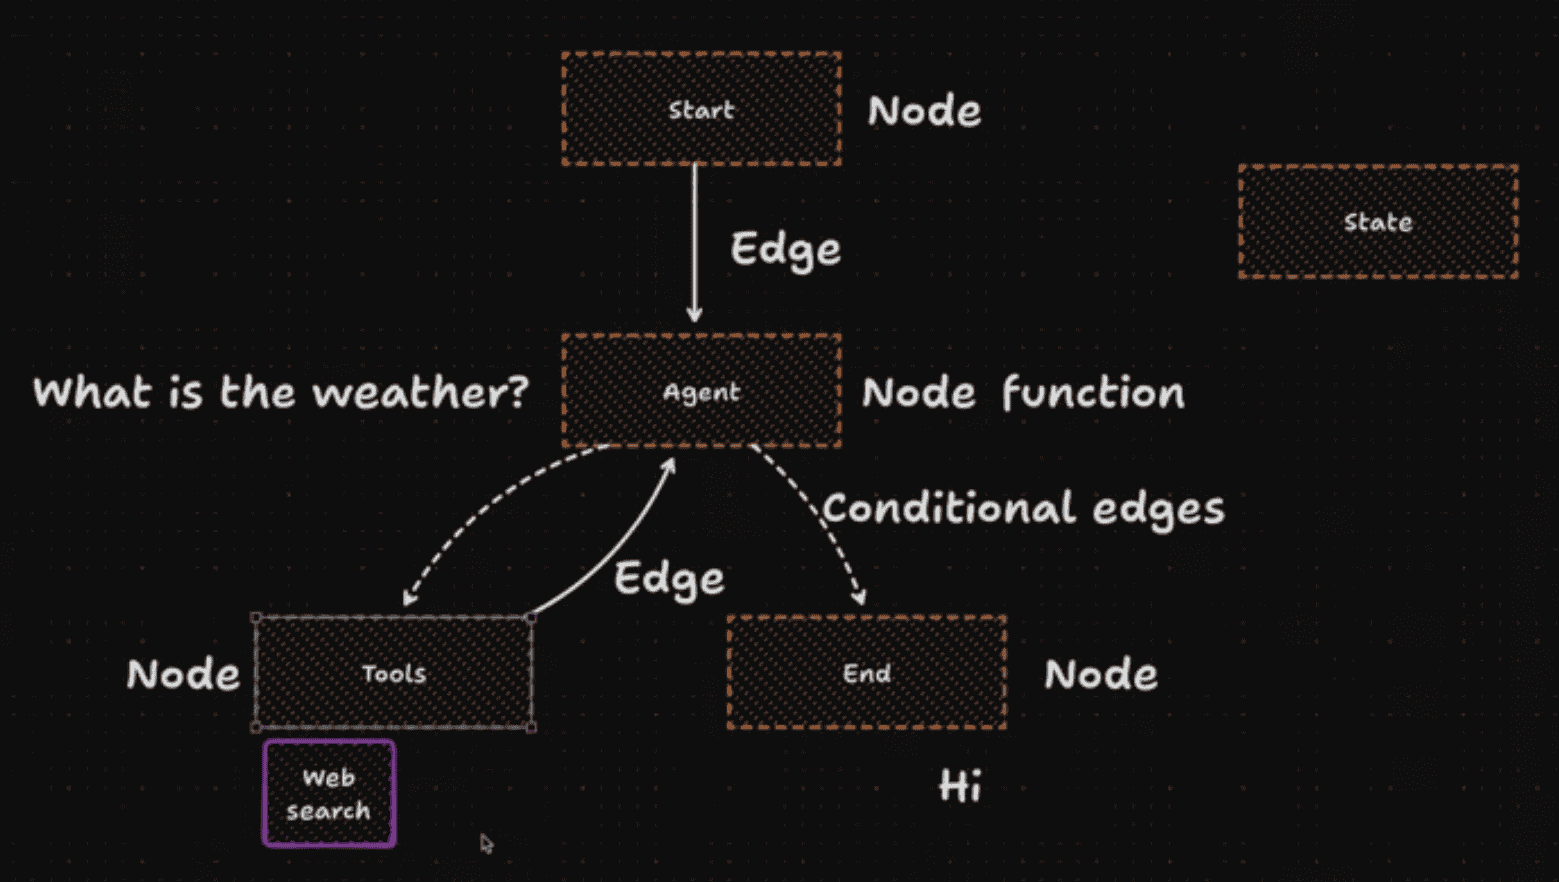 Start
Node
State
Edge
What is the weather?
Agent
Node function
Conditional edges
Edge
Node
Tools
End
Node
Web
search
Hi